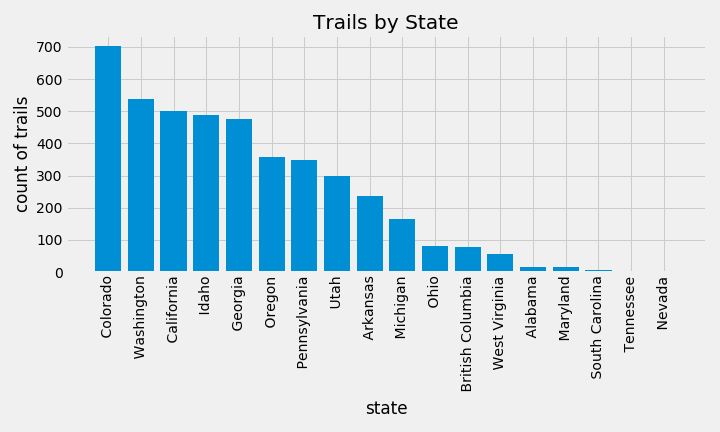 Trails by State
count of trails
700
600
500
400
300
200
100
0
Colorado
Washington
California
Idaho
Georgia
Oregon
Pennsylvania
Utah
Arkansas
Michigan
Ohio
British Columbia
West Virginia
Alabama
Maryland
South Carolina
Tennessee
Nevada
state